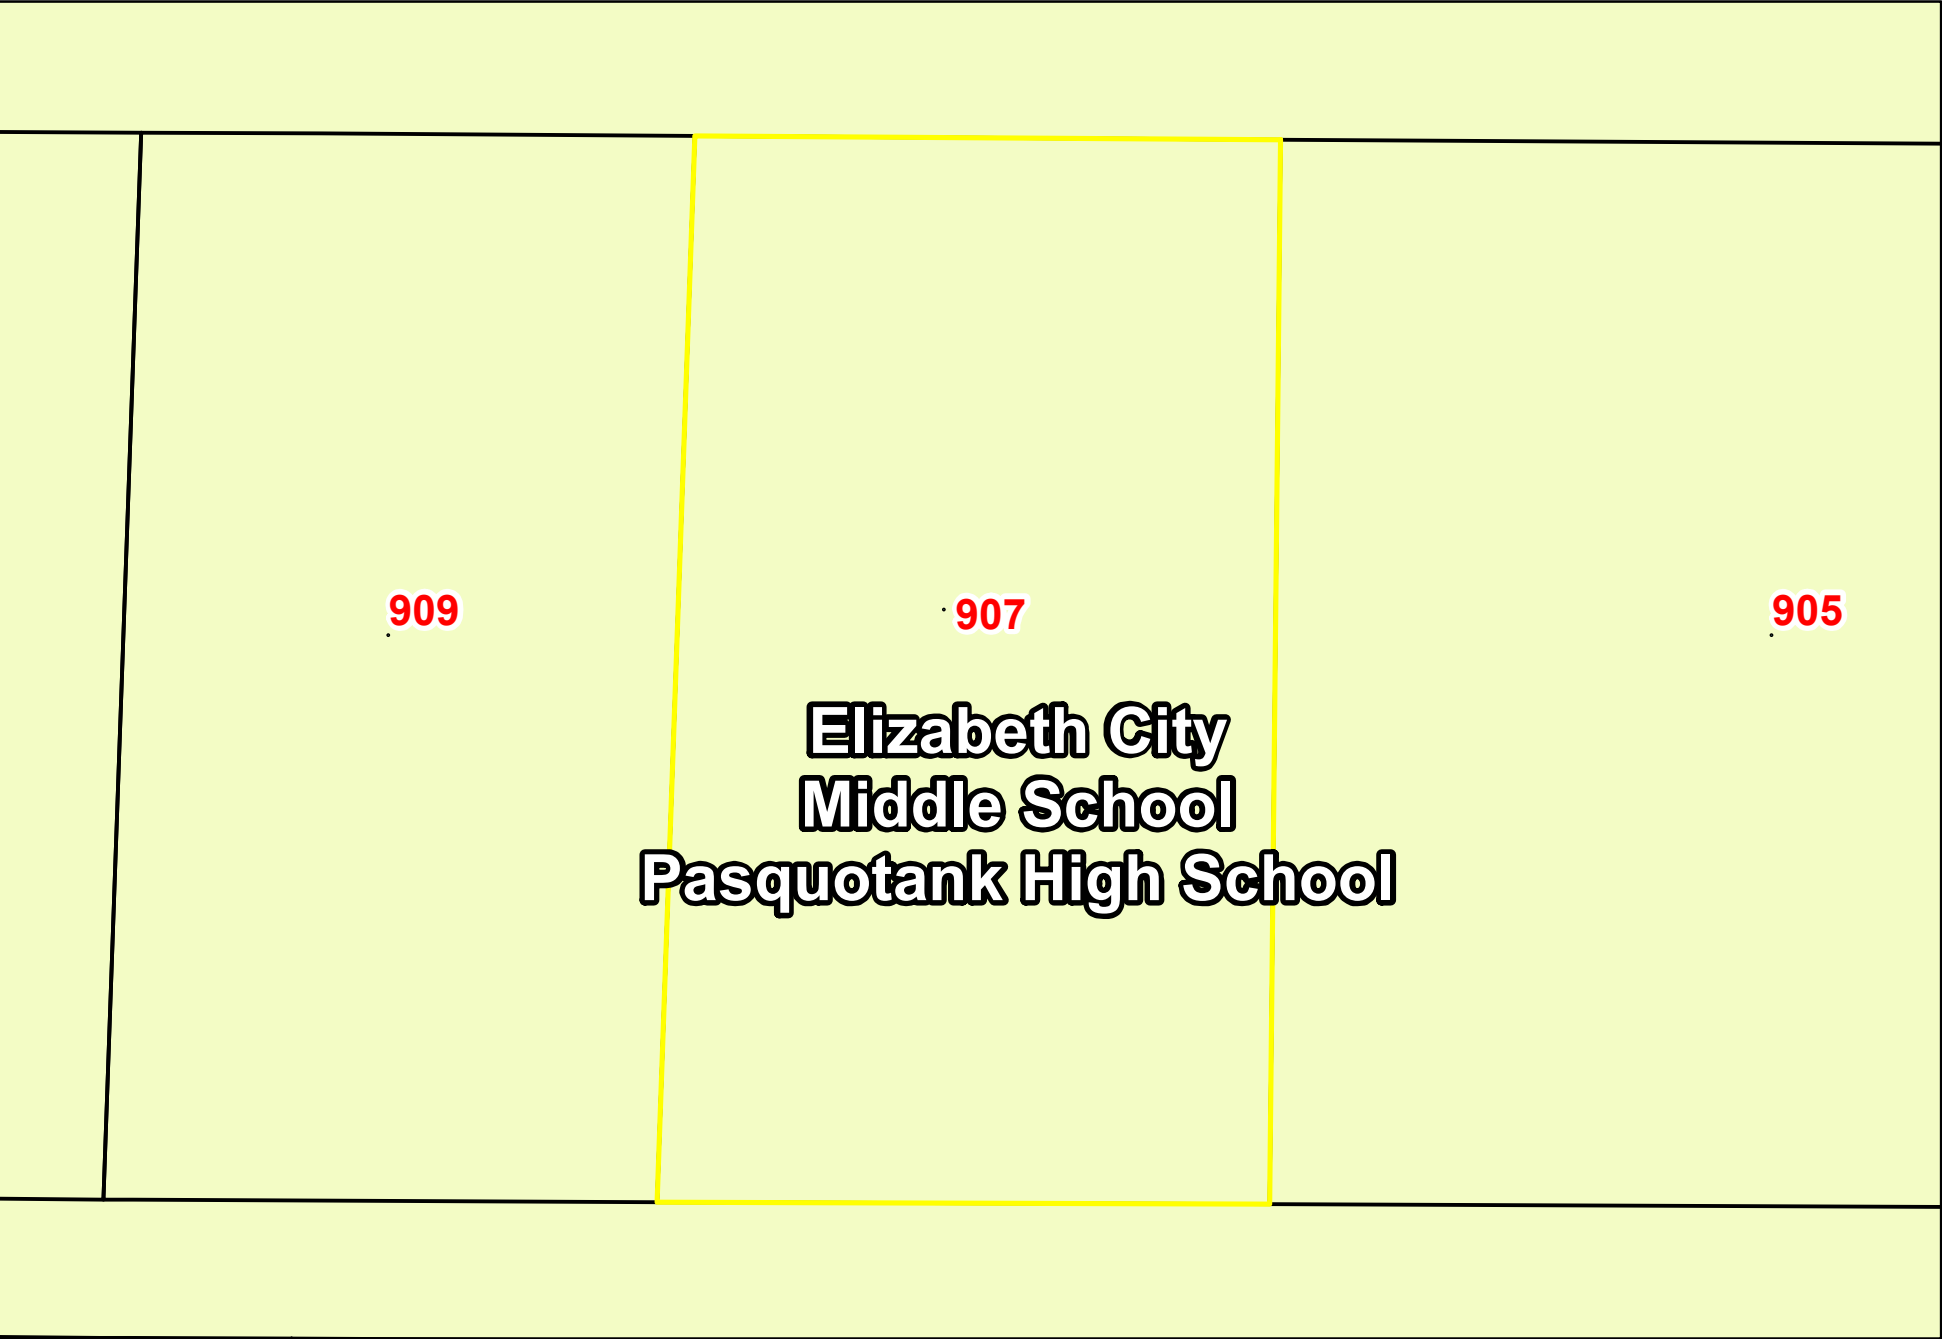 909
907
905
Elizabeth City
Middle School
Pasquotank High School